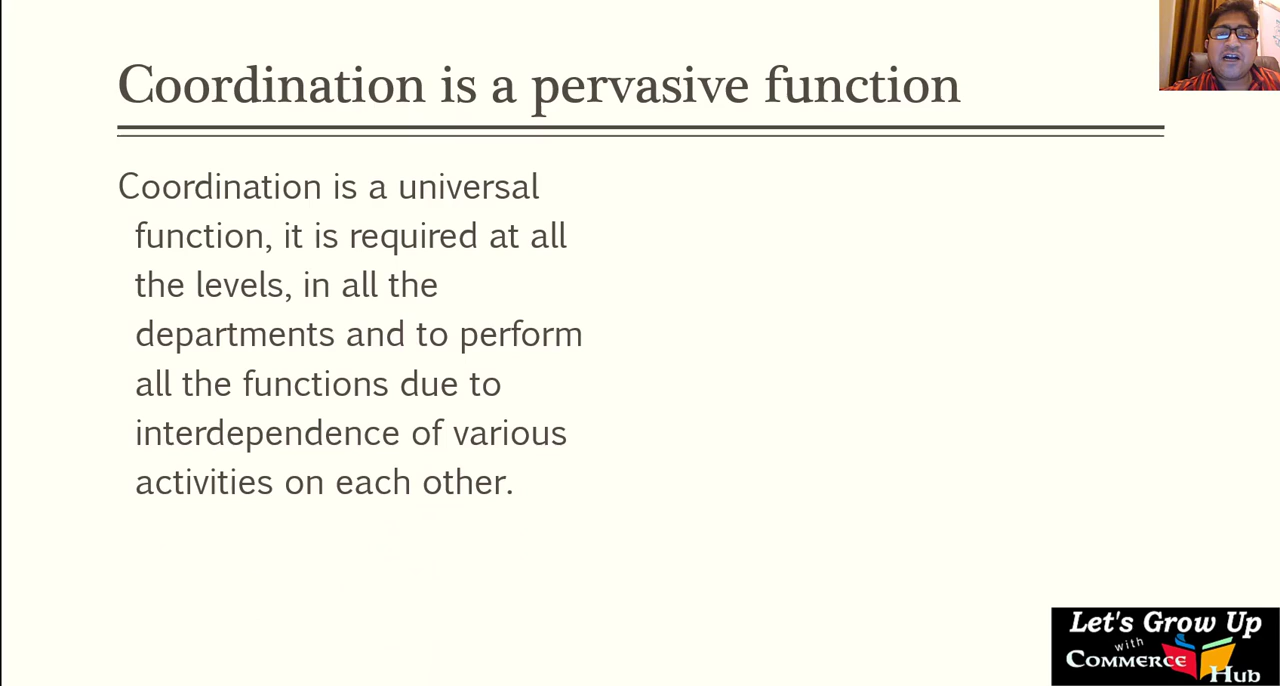 Coordination is a pervasive function
Coordination is a universal
function, it is required at all
the levels, in all the
departments and to perform
all the functions due to
interdependence of various
activities on each other.
Let's Grow Up
with
COMMERCE
Hub